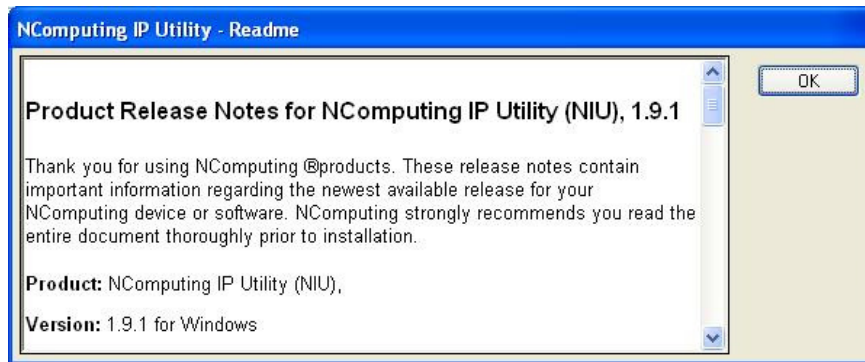 NComputing IP Utility - Readme
OK
Product Release Notes for NComputing IP Utility (NIU), 1.9.1
Thank you for using NComputing ®products. These release notes contain
important information regarding the newest available release for your
NComputing device or software. NComputing strongly recommends you read the
entire document thoroughly prior to installation.
Product: NComputing IP Utility (NIU),
Version: 1.9.1 for Windows